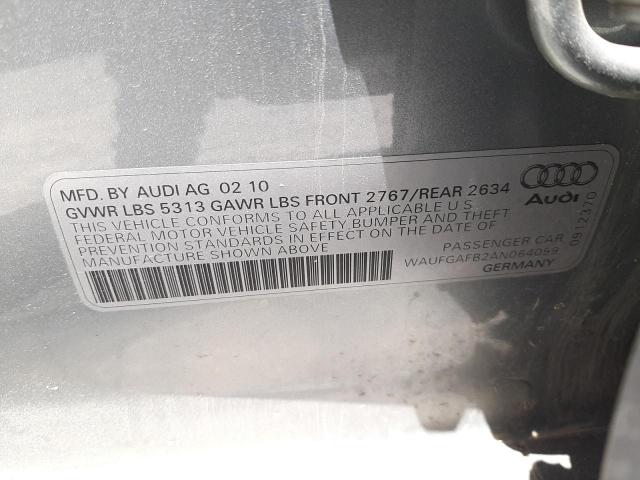 MFD. BY AUDI AG 02 10
GVWR LBS 5313 GAWR LBS FRONT 2767/REAR 2634
THIS VEHICLE CONFORMS TO ALL APPLICABLE U S
FEDERAL MOTOR VEHICLE SAFETY BUMPER AND THEFT
PREVENTION STANDARDS IN EFFECT ON THE DATE OF
MANUFACTURE SHOWN ABOVE
PASSENGER CAR
WAUFGAFB2AN064059
GERMANY
Audi
0912370